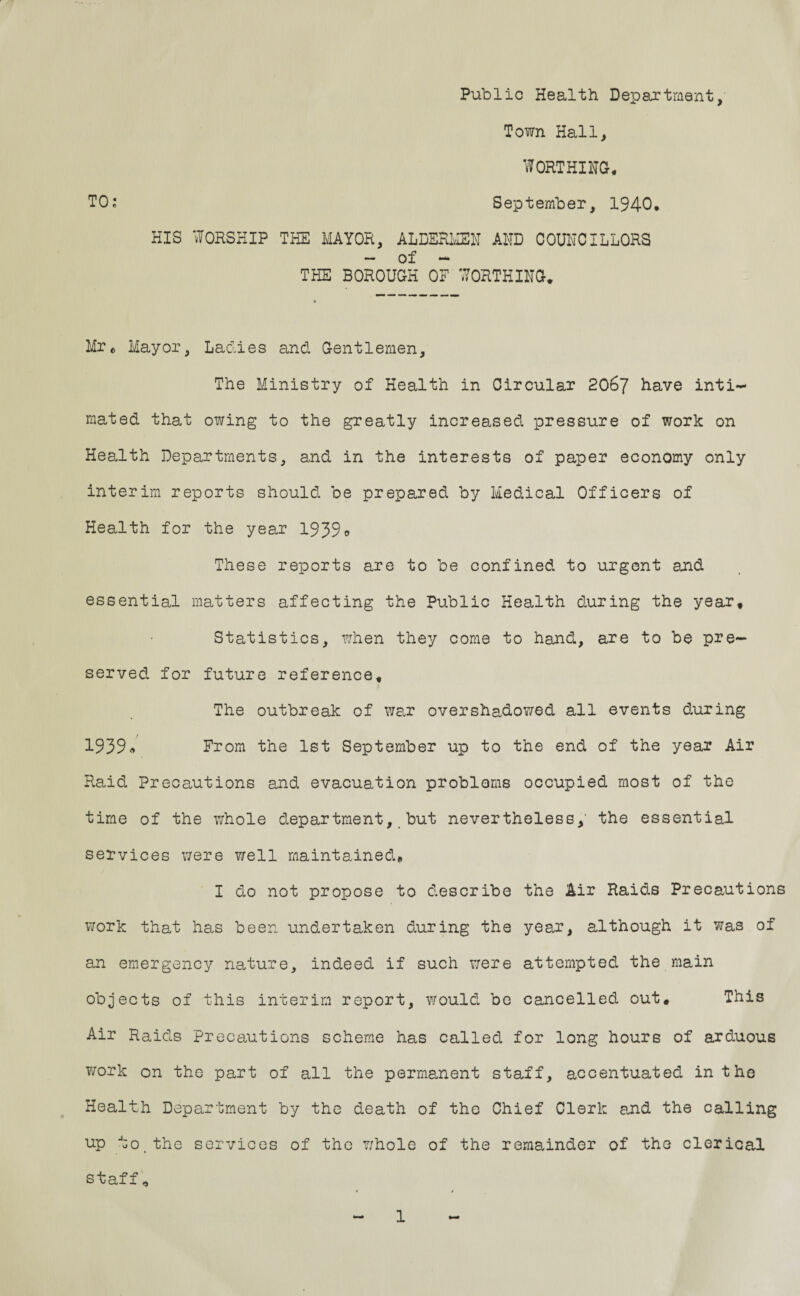 Public Health Department,
Town Hall,
WORTHING.
TO: September, 1940.
HIS WORSHIP THE MAYOR, ALDERMEN AND COUNCILLORS
- of -
THE BOROUGH OF WORTHING.
Mr. Mayor, Ladies and Gentlemen,
The Ministry of Health in Circular 2067 have inti-
mated that owing to the greatly increased pressure of work on
Health Departments, and in the interests of paper economy only
interim reports should be prepared by Medical Officers of
Health for the year 1939.
These reports are to be confined to urgent and
essential matters affecting the Public Health during the year.
Statistics, when they come to hand, are to be pre-
served for future reference.
The outbreak of war overshadowed all events during
1939. From the 1st September up to the end of the year Air
Raid Precautions and evacuation problems occupied most of the
time of the whole department, but nevertheless, the essential
services were well maintained.
I do not propose to describe the Air Raids Precautions
work that has been undertaken during the year, although it was of
an emergency nature, indeed if such were attempted the main
objects of this interim report, would be cancelled out. This
Air Raids Precautions scheme has called for long hours of arduous
work on the part of all the permanent staff, accentuated in the
Health Department by the death of the Chief Clerk and the calling
up to the services of the whole of the remainder of the clerical
staff.
- 1 -